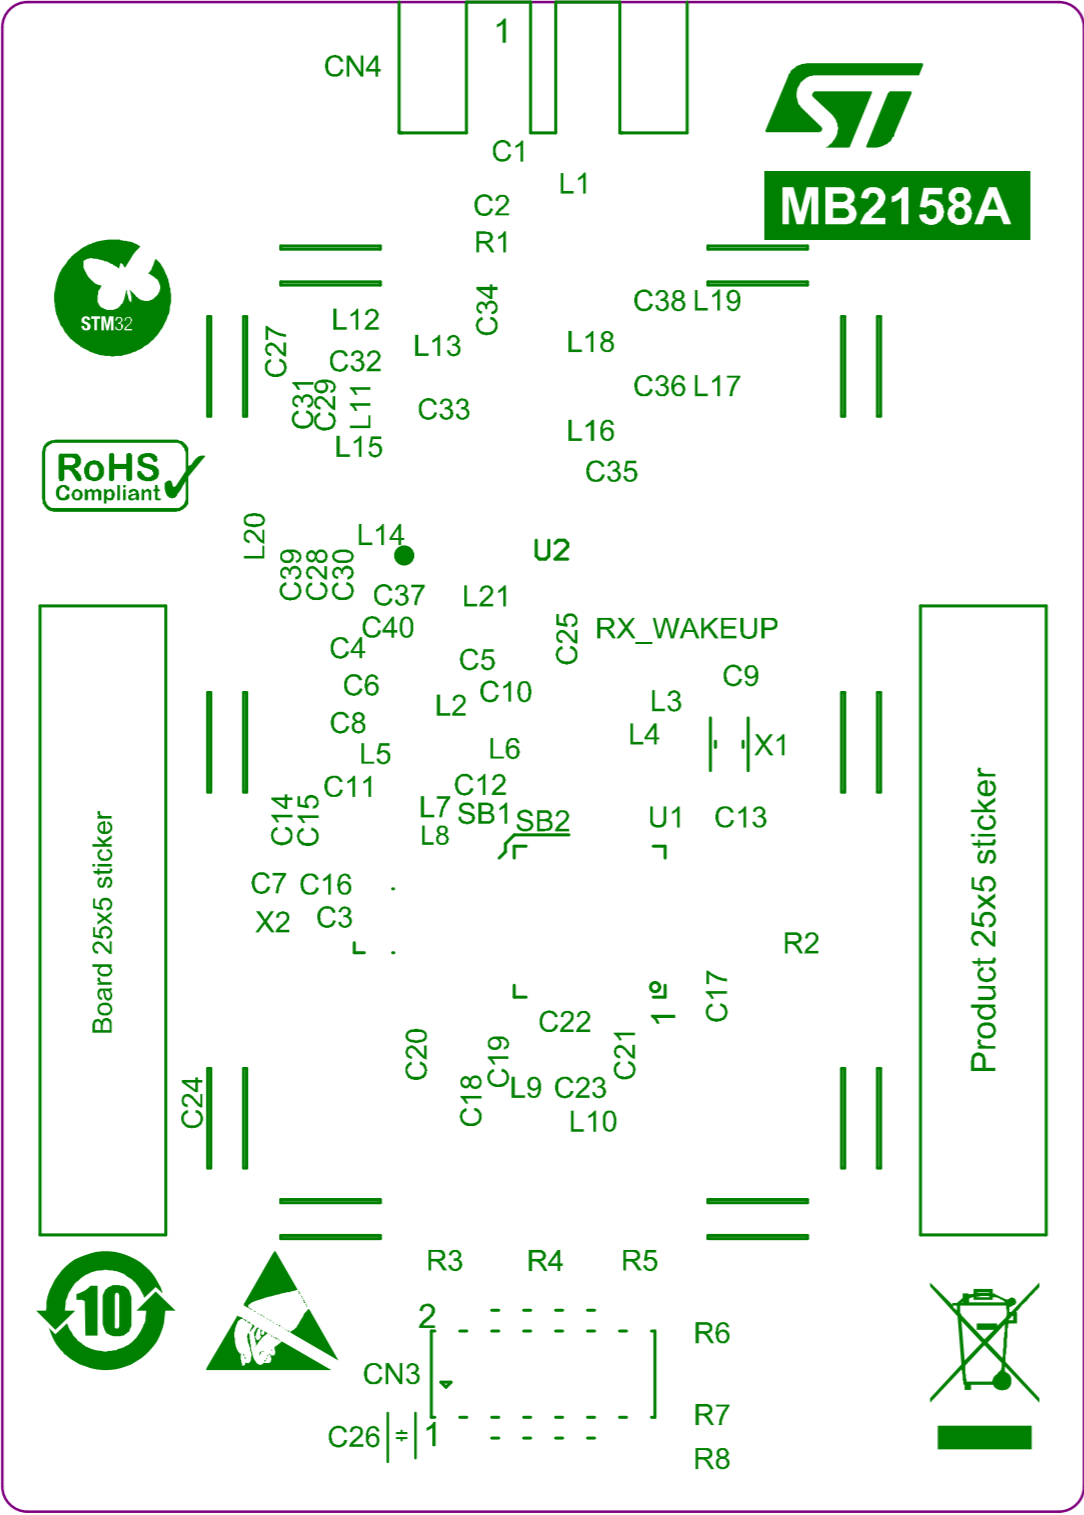 1
CN4
ST
C1
L1
C2
MB2158A
R1
C38 L19
C34
L12
STM32
L13
L18
C27
C32
C36 L17
C31
C29
L11
C33
L16
L15
RoHS
Compliant
C35
L20
L14
U2
C39
C28
C30
C37
L21
C40
C25
RX_WAKEUP
C4
C5
C9
C6
C10
L2
L3
C8
L4
X1
L5
L6
C11
C12
C14
C15
L7
SB1
SB2
U1
C13
L8
C7
C16
C3
X2
Board 25x5 sticker
Product 25x5 sticker
R2
C17
1
C22
C20
C19
C21
C18
L9
C23
C24
L10
R3
R4
R5
10
2
R6
CN3
R7
C26
1
R8